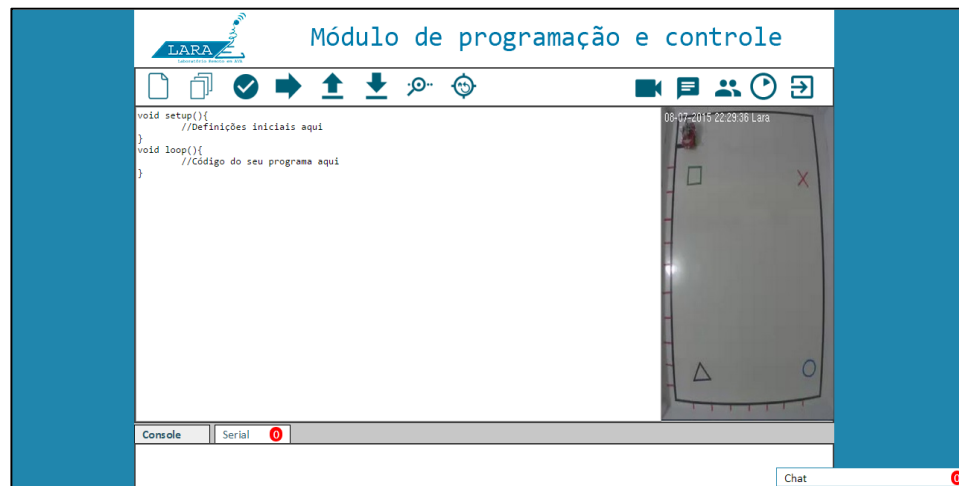 LARA
Laboratório Remoto em AVA
Módulo de programação e controle
void setup(){
//Definições iniciais aqui
}
void loop(){
//Código do seu programa aqui
}
08-07-2015 22:29:36 Lara
Console
Serial 0
Chat 0